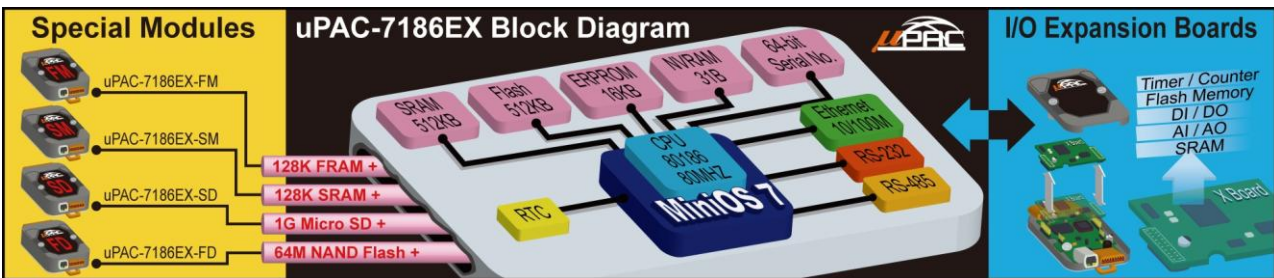 Special Modules
FM
uPAC-7186EX-FM
SM
uPAC-7186EX-SM
SD
uPAC-7186EX-SD
FD
uPAC-7186EX-FD
128K FRAM +
128K SRAM +
1G Micro SD +
64M NAND Flash +
uPAC-7186EX Block Diagram
µPAC
SRAM
512KB
Flash
512KB
EPPROM
16KB
NVRAM
31B
64-bit
Serial No.
CPU
80186
80MHZ
MiniOS 7
Ethernet
10/100M
RS-232
RS-485
RTC
I/O Expansion Boards
Timer / Counter
Flash Memory
DI / DO
AI / AO
SRAM
X Board